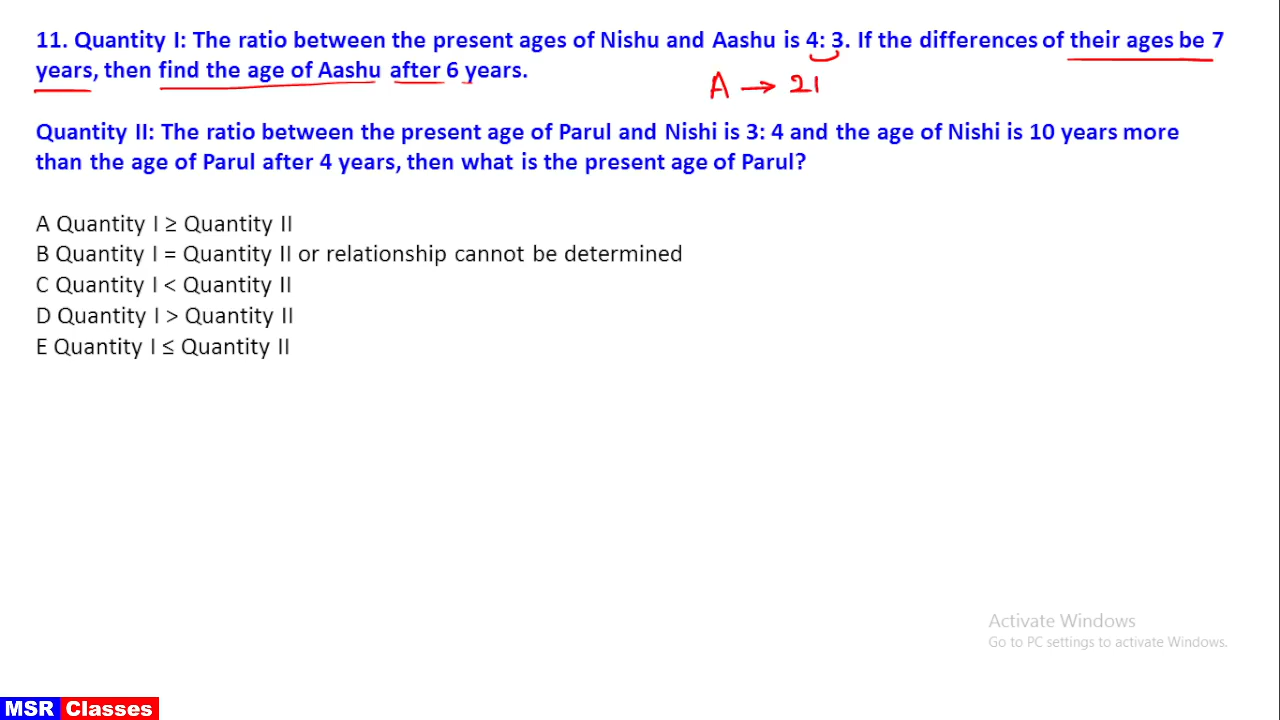 11. Quantity I: The ratio between the present ages of Nishu and Aashu is 4: 3. If the differences of their ages be 7
years, then find the age of Aashu after 6 years.
A → 21
Quantity II: The ratio between the present age of Parul and Nishi is 3: 4 and the age of Nishi is 10 years more
than the age of Parul after 4 years, then what is the present age of Parul?
A Quantity I ≥ Quantity II
B Quantity I = Quantity II or relationship cannot be determined
C Quantity I < Quantity II
D Quantity I > Quantity II
E Quantity I ≤ Quantity II
Activate Windows
Go to PC settings to activate Windows.
MSR Classes